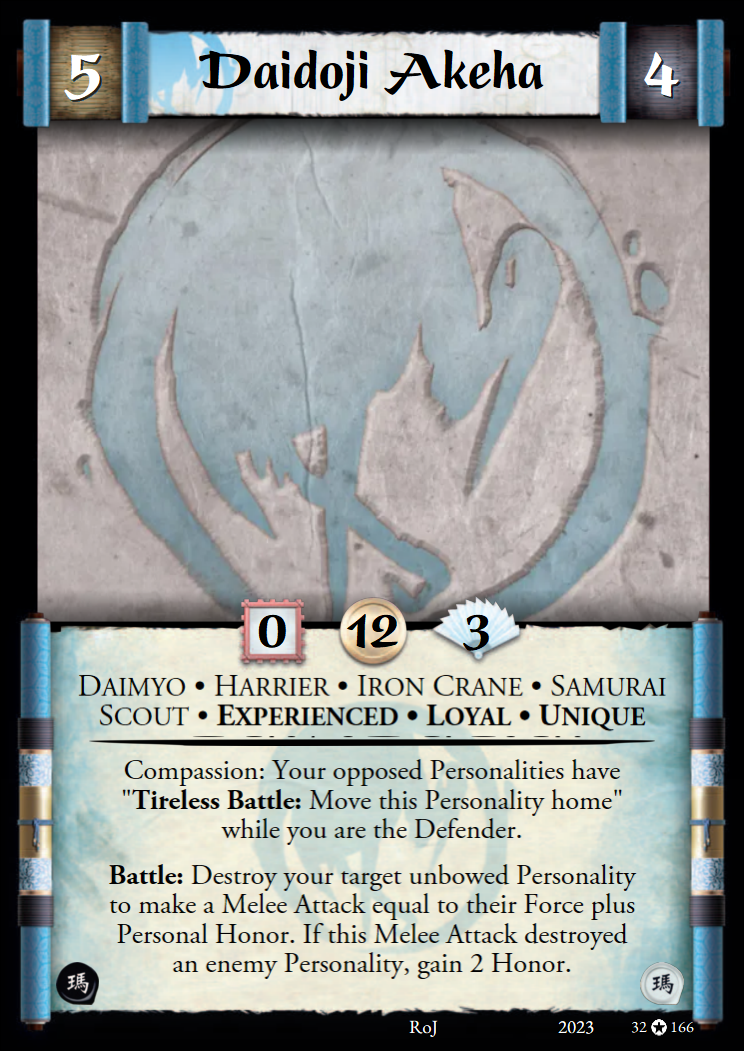 5
Daidoji Akeha
4
0
12
3
DAIMYO • HARRIER • IRON CRANE • SAMURAI
SCOUT • EXPERIENCED • LOYAL • UNIQUE
Compassion: Your opposed Personalities have
"Tireless Battle: Move this Personality home"
while you are the Defender.
Battle: Destroy your target unbowed Personality
to make a Melee Attack equal to their Force plus
Personal Honor. If this Melee Attack destroyed
an enemy Personality, gain 2 Honor.
瑪
瑪
RoJ 2023 32 ✪ 166